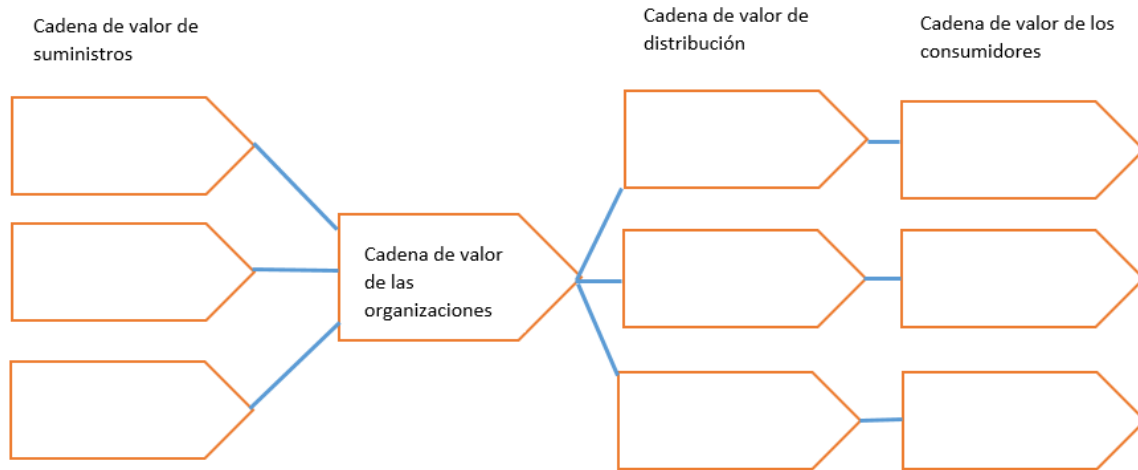 Cadena de valor de
suministros
Cadena de valor de
distribución
Cadena de valor de los
consumidores
Cadena de valor
de las
organizaciones